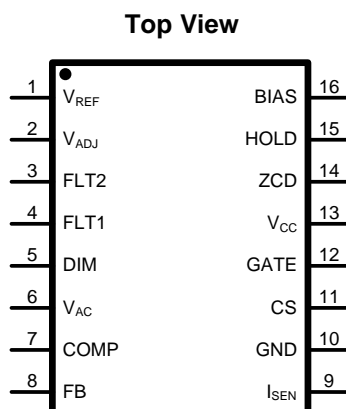 Top View
1 VREF BIAS 16
2 VADJ HOLD 15
3 FLT2 ZCD 14
4 FLT1 VCC 13
5 DIM GATE 12
6 VAC CS 11
7 COMP GND 10
8 FB ISEN 9